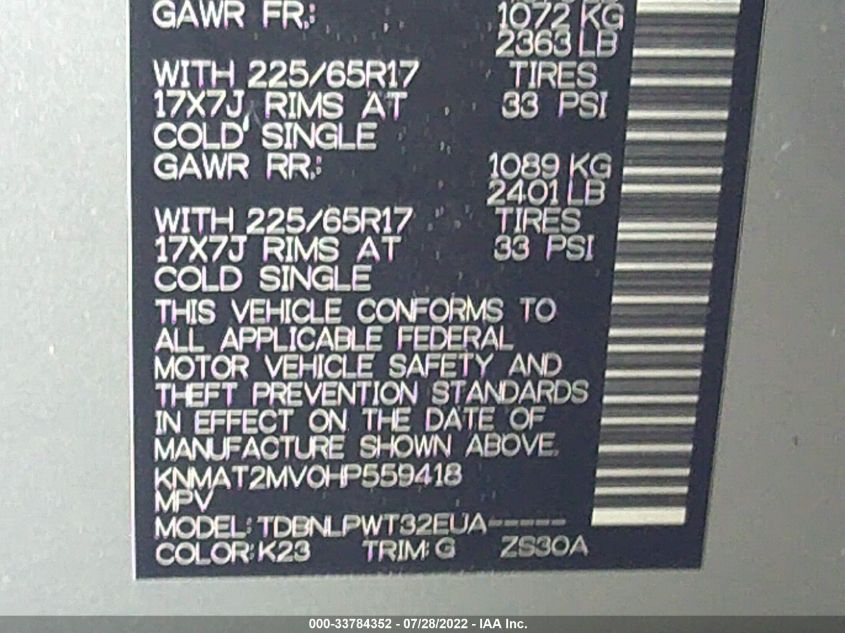 GAWR FR: 1072 KG
2363 LB
WITH 225/65R17 TIRES
17X7J RIMS AT 33 PSI
COLD SINGLE
GAWR RR: 1089 KG
2401 LB
WITH 225/65R17 TIRES
17X7J RIMS AT 33 PSI
COLD SINGLE
THIS VEHICLE CONFORMS TO
ALL APPLICABLE FEDERAL
MOTOR VEHICLE SAFETY AND
THEFT PREVENTION STANDARDS
IN EFFECT ON THE DATE OF
MANUFACTURE SHOWN ABOVE.
KNMAT2MV0HP559418
MPV
MODEL: TDBNLPWT32EUA-----
COLOR: K23 TRIM: G ZS30A
000-33784352 - 07/28/2022 - IAA Inc.